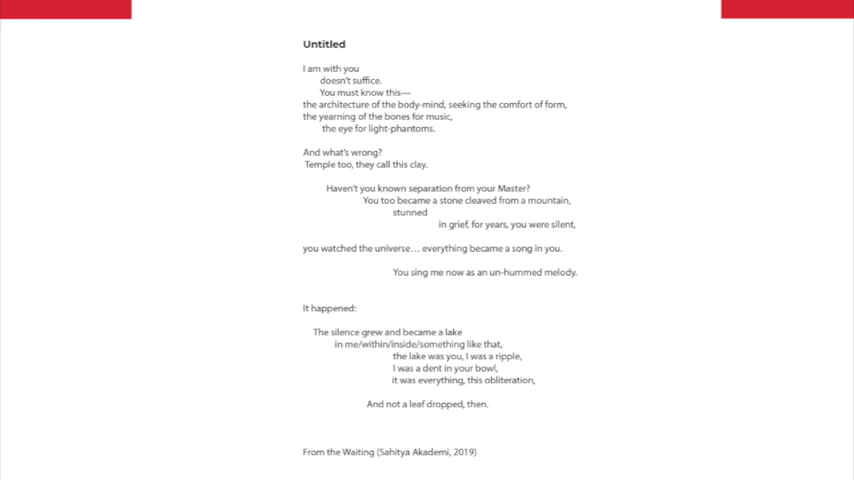 Untitled
I am with you
doesn't suffice.
You must know this—
the architecture of the body-mind, seeking the comfort of form,
the yearning of the bones for music,
the eye for light-phantoms.
And what's wrong?
Temple too, they call this clay.
Haven't you known separation from your Master?
You too became a stone cleaved from a mountain,
stunned
in grief, for years, you were silent,
you watched the universe… everything became a song in you.
You sing me now as an un-hummed melody.
It happened:
The silence grew and became a lake
in me/within/inside/something like that,
the lake was you, I was a ripple,
I was a dent in your bowl,
it was everything, this obliteration,
And not a leaf dropped, then.
From the Waiting (Sahitya Akademi, 2019)